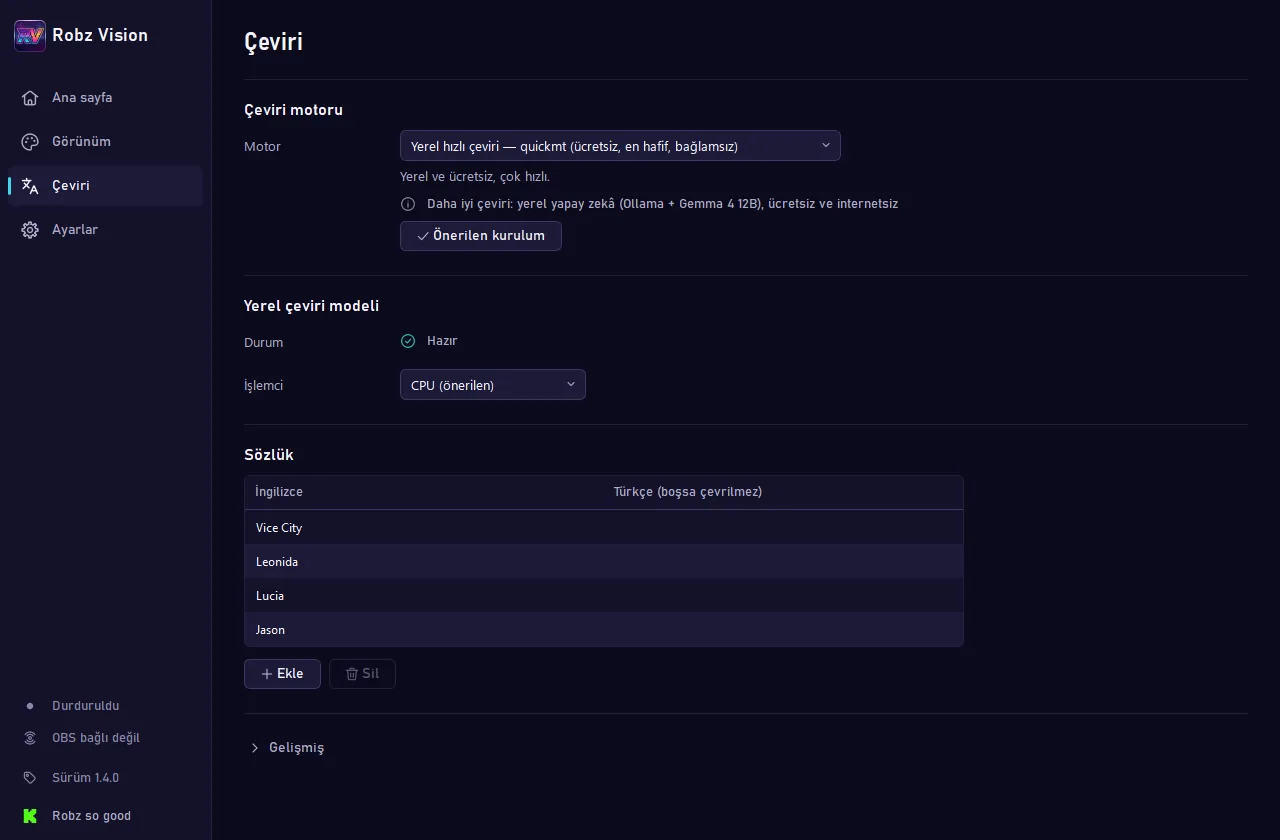 Robz Vision
Ana sayfa
Görünüm
Çeviri
Ayarlar
Durduruldu
OBS bağlı değil
Sürüm 1.4.0
Robz so good
Çeviri
Çeviri motoru
Motor
Yerel hızlı çeviri — quickmt (ücretsiz, en hafif, bağlamsız)
Yerel ve ücretsiz, çok hızlı.
Daha iyi çeviri: yerel yapay zekâ (Ollama + Gemma 4 12B), ücretsiz ve internetsiz
Önerilen kurulum
Yerel çeviri modeli
Durum
Hazır
İşlemci
CPU (önerilen)
Sözlük
İngilizce
Türkçe (boşsa çevrilmez)
Vice City
Leonida
Lucia
Jason
Ekle
Sil
Gelişmiş